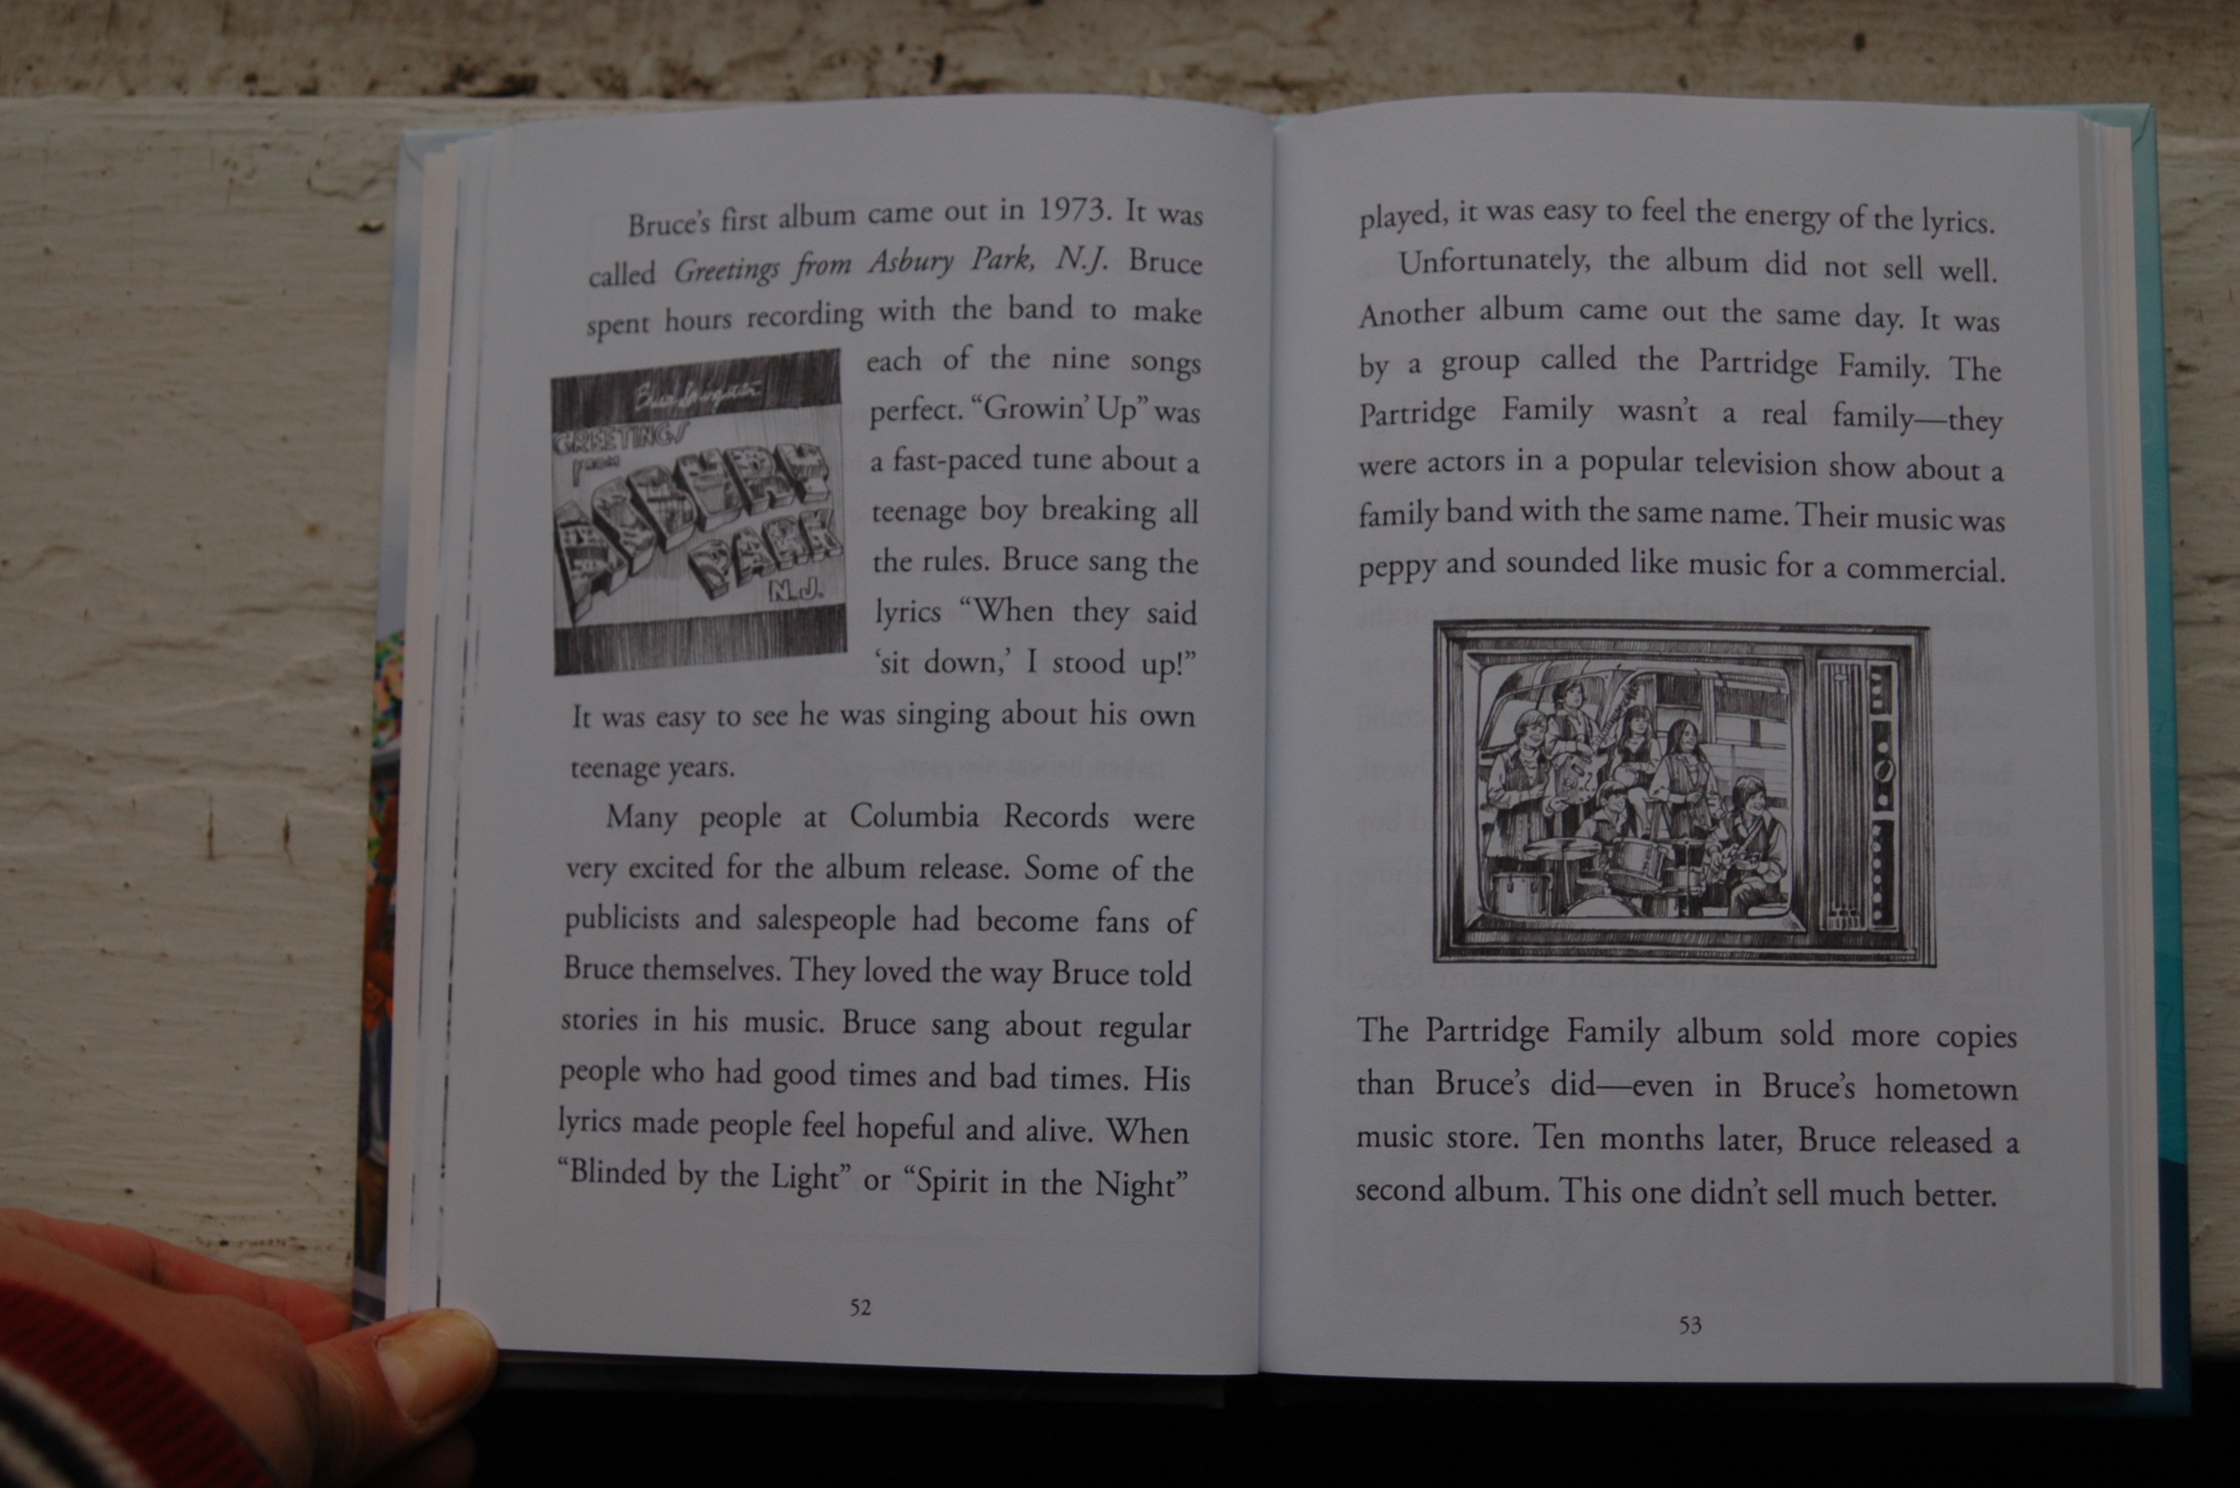 Bruce's first album came out in 1973. It was
called Greetings from Asbury Park, N.J. Bruce
spent hours recording with the band to make
each of the nine songs
perfect. “Growin’ Up” was
a fast-paced tune about a
teenage boy breaking all
the rules. Bruce sang the
lyrics “When they said
‘sit down,’ I stood up!”
It was easy to see he was singing about his own
teenage years.
Many people at Columbia Records were
very excited for the album release. Some of the
publicists and salespeople had become fans of
Bruce themselves. They loved the way Bruce told
stories in his music. Bruce sang about regular
people who had good times and bad times. His
lyrics made people feel hopeful and alive. When
“Blinded by the Light” or “Spirit in the Night”
52
Bruce Springsteen
GREETINGS
FROM
ASBURY
PARK
N.J.
played, it was easy to feel the energy of the lyrics.
Unfortunately, the album did not sell well.
Another album came out the same day. It was
by a group called the Partridge Family. The
Partridge Family wasn’t a real family—they
were actors in a popular television show about a
family band with the same name. Their music was
peppy and sounded like music for a commercial.
The Partridge Family album sold more copies
than Bruce’s did—even in Bruce’s hometown
music store. Ten months later, Bruce released a
second album. This one didn’t sell much better.
53